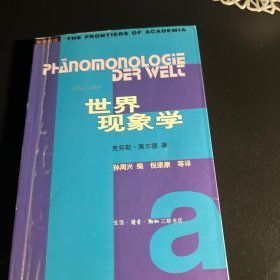 THE FRONTIERS OF ACADEMIA
PHÄNOMONOLOGIE
DER WELT
世界
现象学
克劳斯·黑尔德 著
孙周兴 编 倪梁康 等译
生活·读书·新知三联书店
a